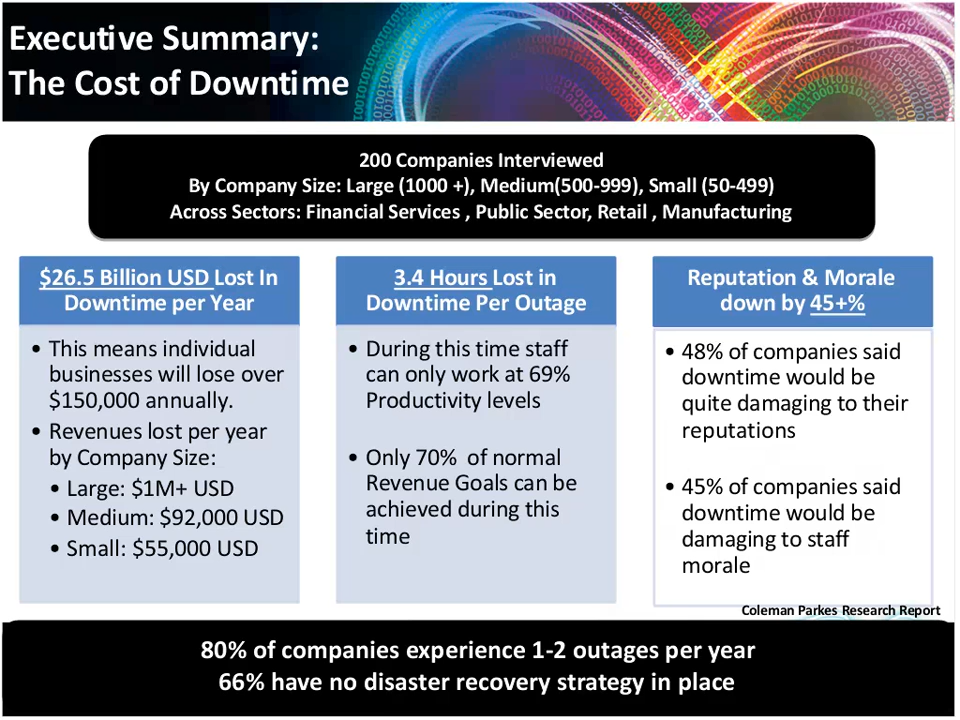 Executive Summary:
The Cost of Downtime
200 Companies Interviewed
By Company Size: Large (1000 +), Medium(500-999), Small (50-499)
Across Sectors: Financial Services , Public Sector, Retail , Manufacturing
$26.5 Billion USD Lost In
Downtime per Year
• This means individual
businesses will lose over
$150,000 annually.
• Revenues lost per year
by Company Size:
• Large: $1M+ USD
• Medium: $92,000 USD
• Small: $55,000 USD
3.4 Hours Lost in
Downtime Per Outage
• During this time staff
can only work at 69%
Productivity levels
• Only 70% of normal
Revenue Goals can be
achieved during this
time
Reputation & Morale
down by 45+%
• 48% of companies said
downtime would be
quite damaging to their
reputations
• 45% of companies said
downtime would be
damaging to staff
morale
Coleman Parkes Research Report
80% of companies experience 1-2 outages per year
66% have no disaster recovery strategy in place